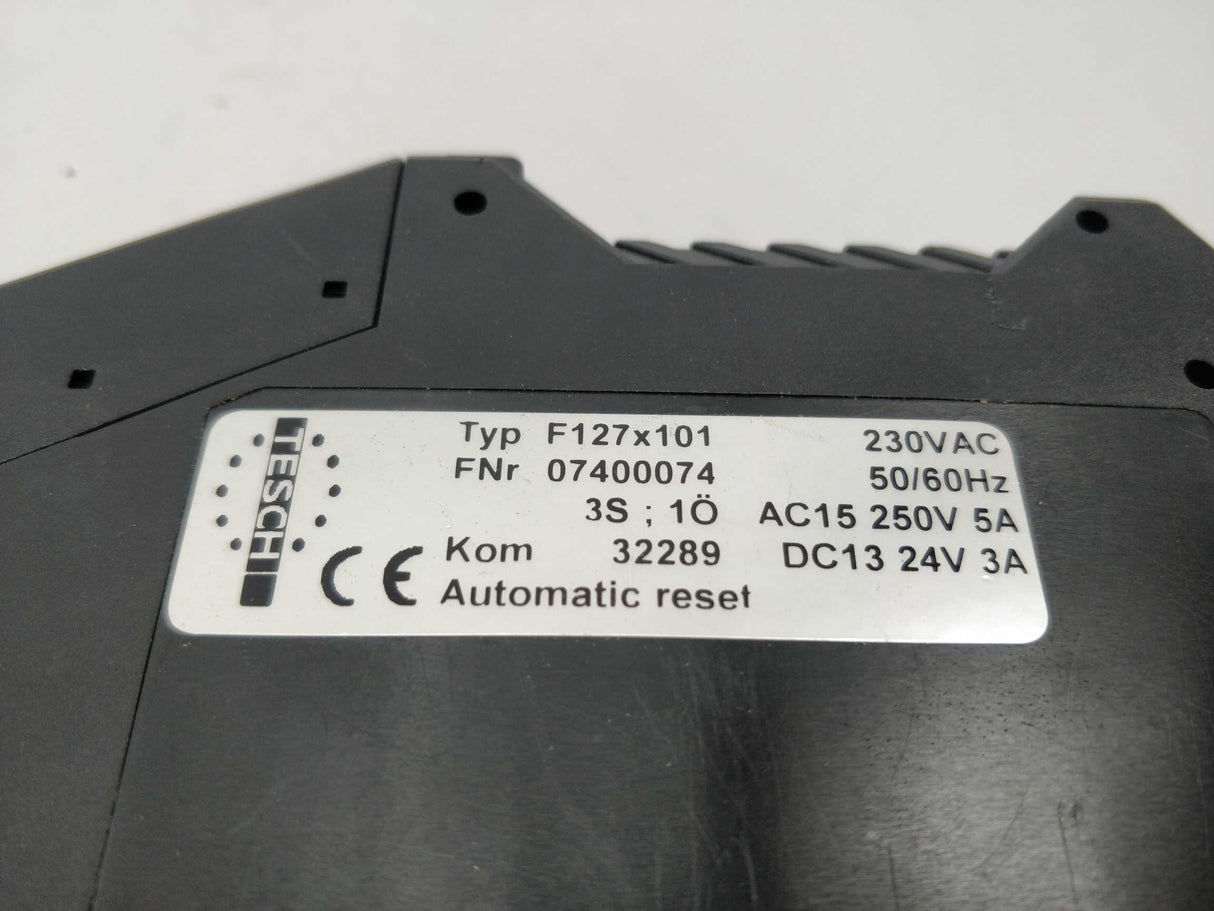 TESCH
Typ F127x101 230VAC
FNr 07400074 50/60Hz
3S ; 1Ö AC15 250V 5A
Kom 32289 DC13 24V 3A
CE Automatic reset